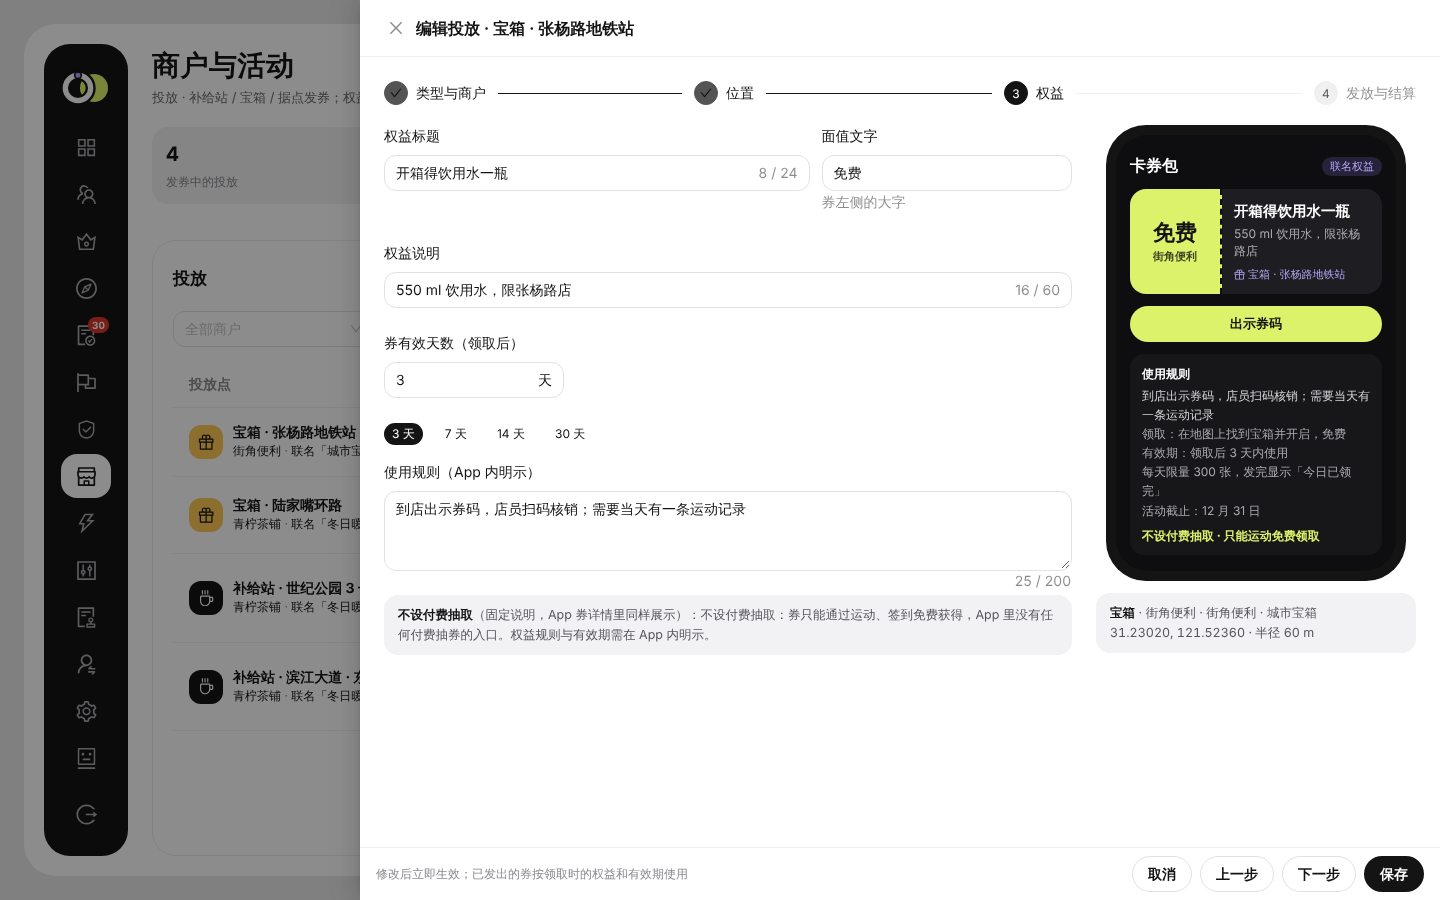 编辑投放 · 宝箱 · 张杨路地铁站
商户与活动
投放 · 补给站 / 宝箱 / 据点发券；权益
4
发券中的投放
30
投放
全部商户
投放点
宝箱 · 张杨路地铁站
街角便利 · 联名「城市宝
宝箱 · 陆家嘴环路
青柠茶铺 · 联名「冬日暖
补给站 · 世纪公园 3
青柠茶铺 · 联名「冬日暖
补给站 · 滨江大道 · 东
青柠茶铺 · 联名「冬日暖
类型与商户
位置
3 权益
4 发放与结算
权益标题
面值文字
开箱得饮用水一瓶 8 / 24
免费
券左侧的大字
权益说明
550 ml 饮用水，限张杨路店 16 / 60
券有效天数（领取后）
3 天
3 天 7 天 14 天 30 天
使用规则（App 内明示）
到店出示券码，店员扫码核销；需要当天有一条运动记录
25 / 200
不设付费抽取（固定说明，App 券详情里同样展示）：不设付费抽取：券只能通过运动、签到免费获得，App 里没有任
何付费抽券的入口。权益规则与有效期需在 App 内明示。
卡券包 联名权益
免费
街角便利
开箱得饮用水一瓶
550 ml 饮用水，限张杨
路店
宝箱 · 张杨路地铁站
出示券码
使用规则
到店出示券码，店员扫码核销；需要当天有
一条运动记录
领取：在地图上找到宝箱并开启，免费
有效期：领取后 3 天内使用
每天限量 300 张，发完显示「今日已领
完」
活动截止：12 月 31 日
不设付费抽取 · 只能运动免费领取
宝箱 · 街角便利 · 街角便利 · 城市宝箱
31.23020, 121.52360 · 半径 60 m
修改后立即生效；已发出的券按领取时的权益和有效期使用
取消 上一步 下一步 保存